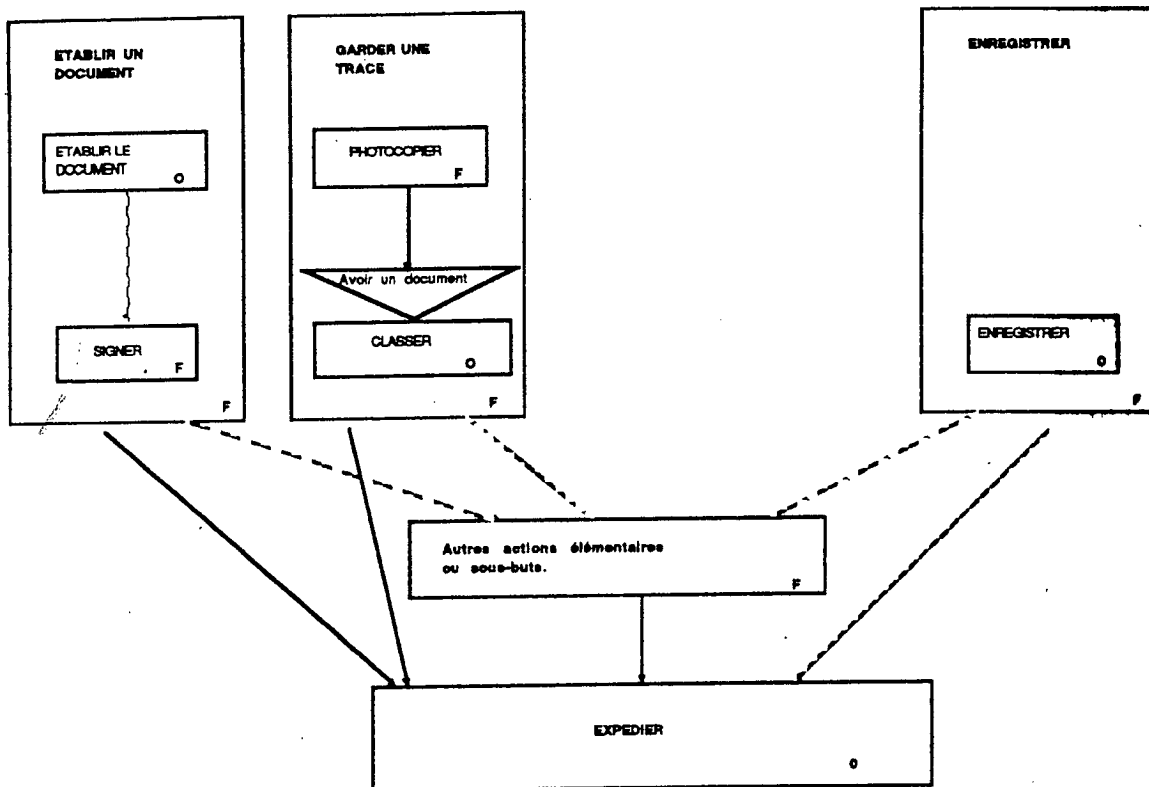 ETABLIR UN
DOCUMENT
ETABLIR LE
DOCUMENT
O
SIGNER
F
F
GARDER UNE
TRACE
PHOTOCOPIER
F
Avoir un document
CLASSER
O
F
ENREGISTRER
ENREGISTRER
O
F
Autres actions élémentaires
ou sous-buts.
F
EXPEDIER
O